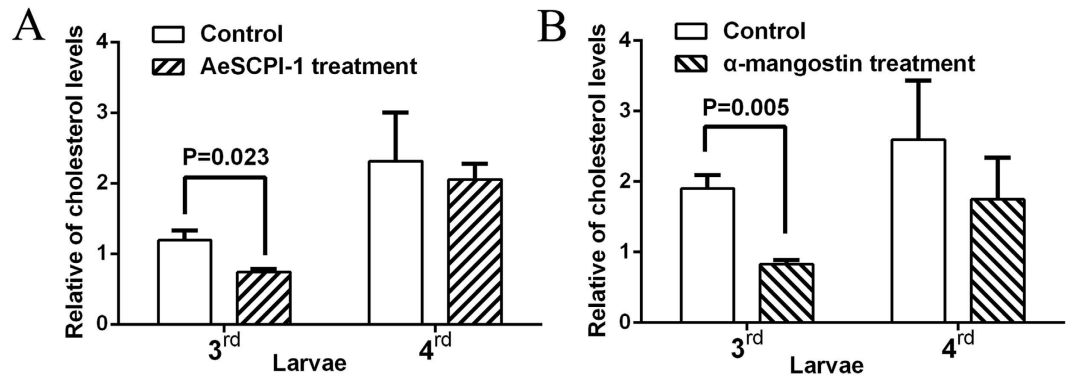 A
Control
AeSCPI-1 treatment
Relative of cholesterol levels
4
3
2
1
0
P=0.023
3rd
4rd
Larvae
B
Control
α-mangostin treatment
Relative of cholesterol levels
4
3
2
1
0
P=0.005
3rd
4rd
Larvae